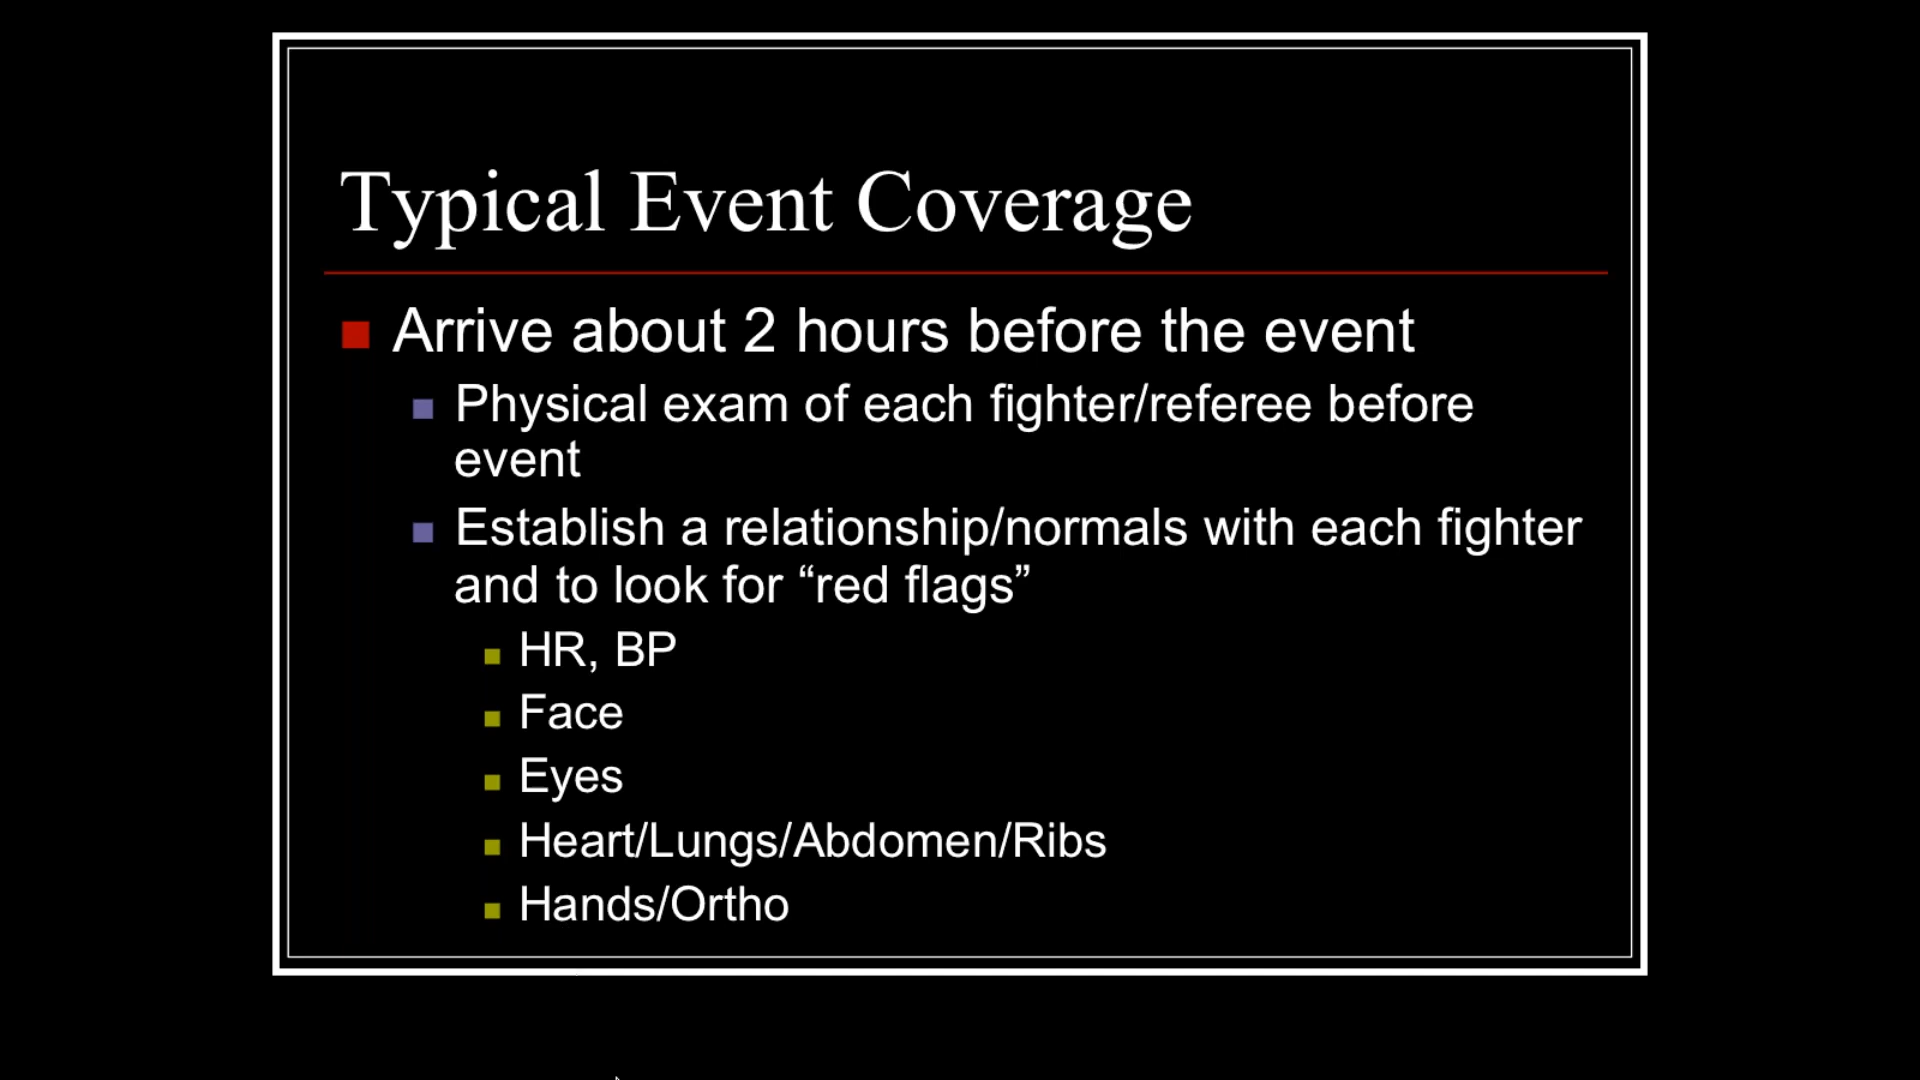 Typical Event Coverage
Arrive about 2 hours before the event
Physical exam of each fighter/referee before
event
Establish a relationship/normals with each fighter
and to look for “red flags”
HR, BP
Face
Eyes
Heart/Lungs/Abdomen/Ribs
Hands/Ortho